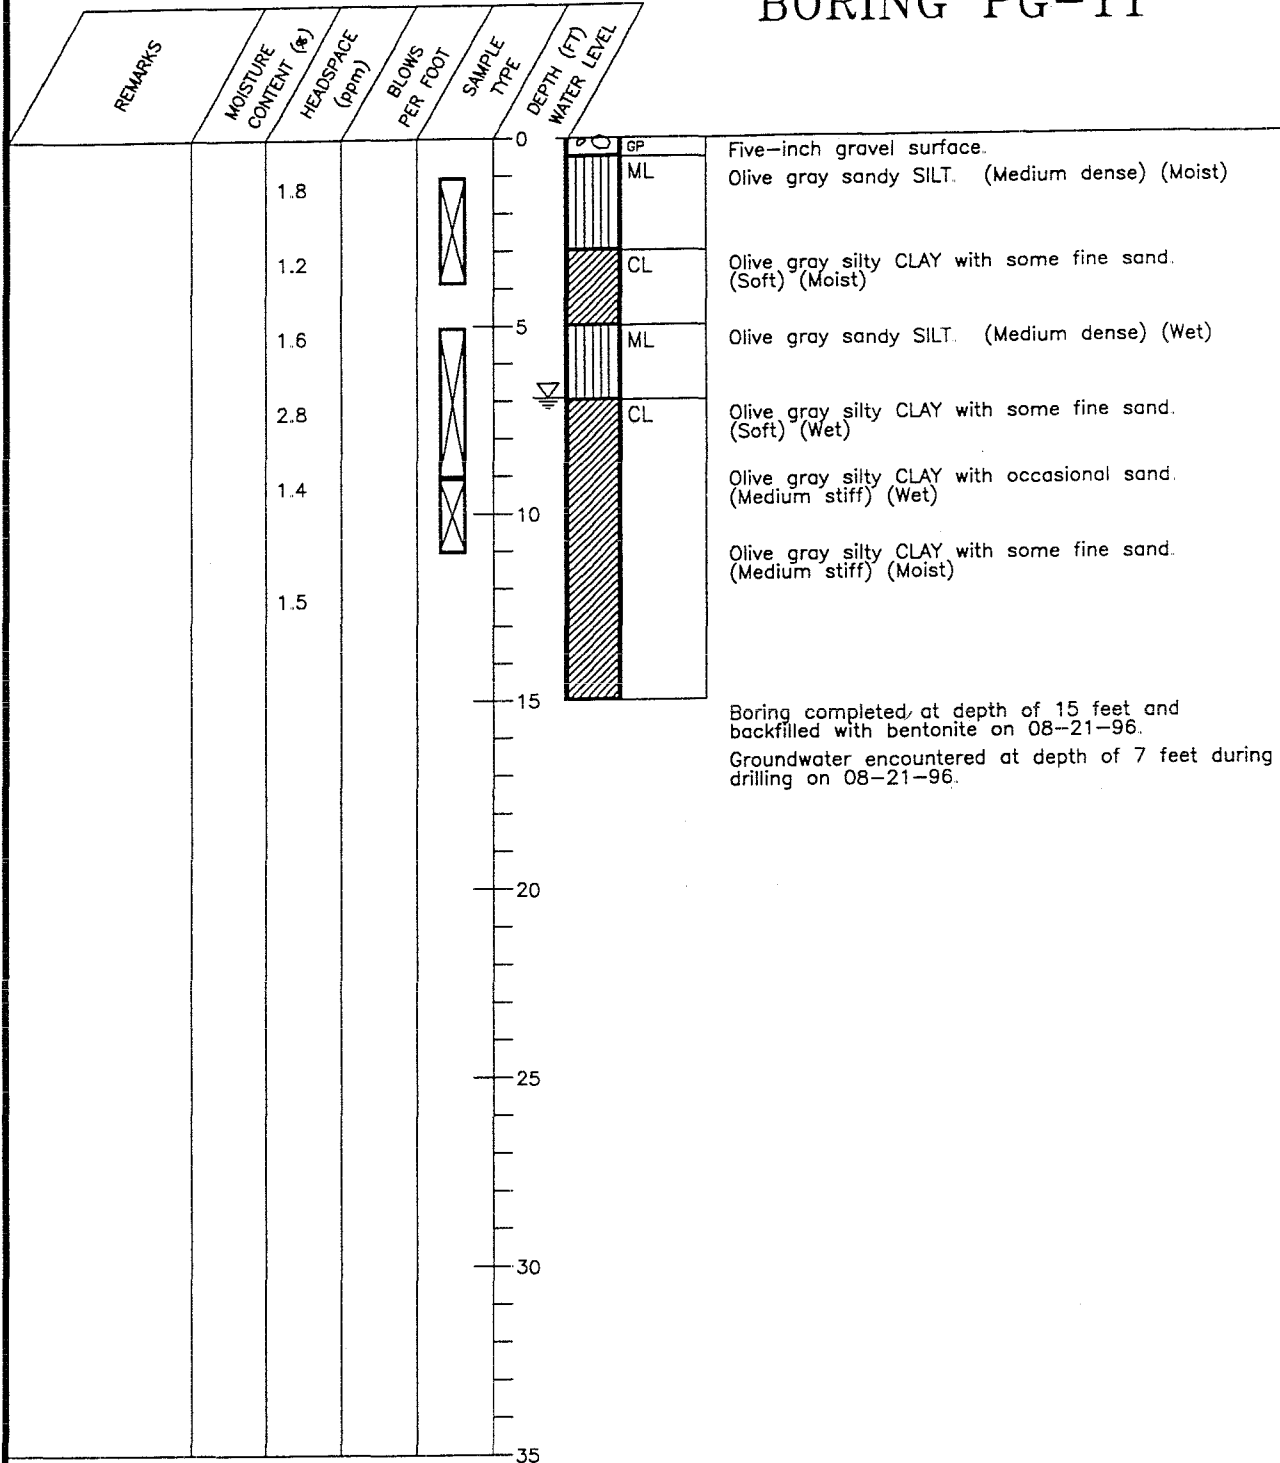 BORING PG-11
REMARKS
MOISTURE
CONTENT (%)
HEADSPACE
(ppm)
BLOWS
PER FOOT
SAMPLE
TYPE
DEPTH (FT)
WATER LEVEL
0
GP
Five-inch gravel surface.
1.8
ML
Olive gray sandy SILT. (Medium dense) (Moist)
1.2
CL
Olive gray silty CLAY with some fine sand.
(Soft) (Moist)
5
1.6
ML
Olive gray sandy SILT. (Medium dense) (Wet)
2.8
CL
Olive gray silty CLAY with some fine sand.
(Soft) (Wet)
1.4
Olive gray silty CLAY with occasional sand.
(Medium stiff) (Wet)
10
Olive gray silty CLAY with some fine sand.
(Medium stiff) (Moist)
1.5
15
Boring completed at depth of 15 feet and
backfilled with bentonite on 08-21-96.
Groundwater encountered at depth of 7 feet during
drilling on 08-21-96.
20
25
30
35